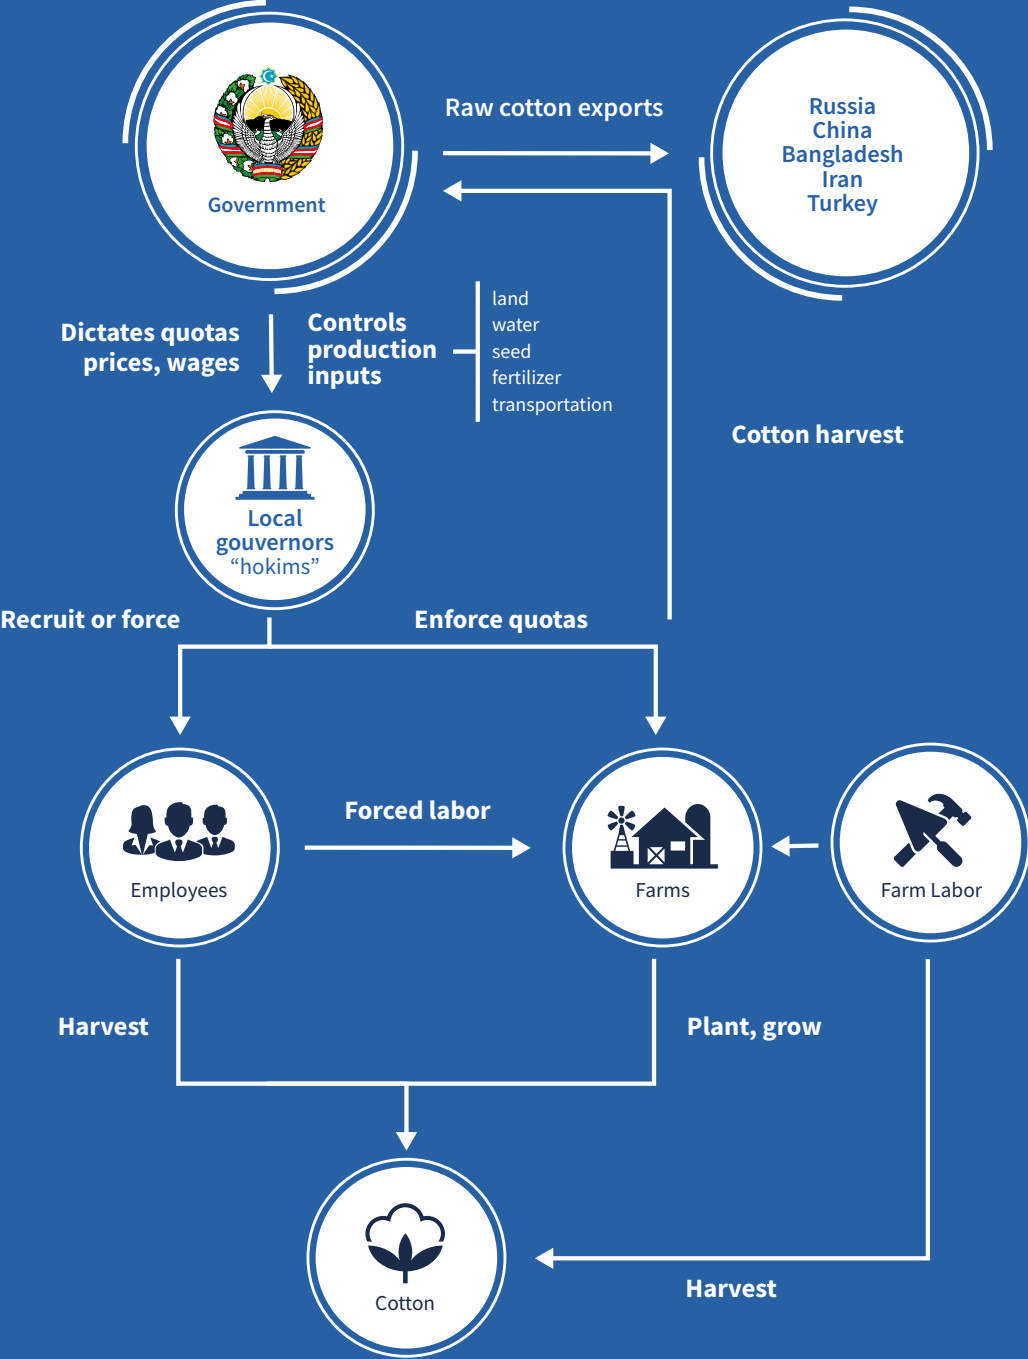 Government
Raw cotton exports
Russia
China
Bangladesh
Iran
Turkey
Dictates quotas
prices, wages
Controls
production
inputs
land
water
seed
fertilizer
transportation
Cotton harvest
Local
gouvernors
“hokims”
Recruit or force
Enforce quotas
Employees
Forced labor
Farms
Farm Labor
Harvest
Plant, grow
Cotton
Harvest